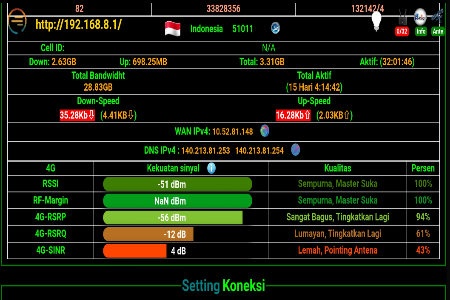 82 33828356 132142/4
http://192.168.8.1/ Indonesia 51011 0/32 Info Ante
Cell ID: N/A
Down: 2.63GB Up: 698.25MB Total: 3.31GB Aktif: (32:01:46)
Total Bandwidht Total Aktif
28.83GB (15 Hari 4:14:42)
Down-Speed Up-Speed
35.28Kb⇩ (4.41KB⇩) 16.28Kb⇧ (2.03KB⇧)
WAN IPv4: 10.52.81.148
DNS IPv4 : 140.213.81.253 140.213.81.254
4G Kekuatan sinyal Kualitas Persen
RSSI -51 dBm Sempurna, Master Suka 100%
RF-Margin NaN dBm Sempurna, Master Suka 100%
4G-RSRP -56 dBm Sangat Bagus, Tingkatkan Lagi 94%
4G-RSRQ -12 dB Lumayan, Tingkatkan Lagi 61%
4G-SINR 4 dB Lemah, Pointing Antena 43%
Setting Koneksi